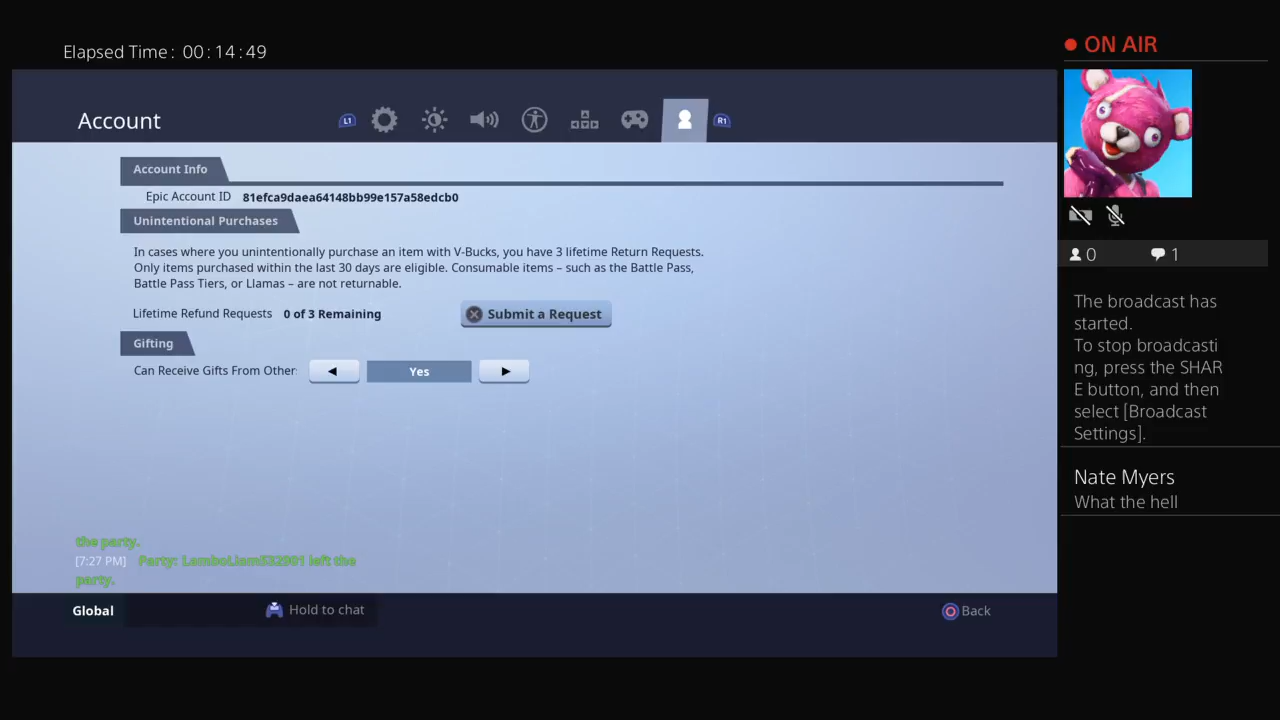 Elapsed Time: 00:14:49
ON AIR
Account
L1
R1
Account Info
Epic Account ID 81efca9daea64148bb99e157a58edcb0
Unintentional Purchases
In cases where you unintentionally purchase an item with V-Bucks, you have 3 lifetime Return Requests.
Only items purchased within the last 30 days are eligible. Consumable items – such as the Battle Pass,
Battle Pass Tiers, or Llamas – are not returnable.
Lifetime Refund Requests 0 of 3 Remaining
Submit a Request
Gifting
Can Receive Gifts From Other
Yes
the party.
[7:27 PM] Party: left the
party.
Global
Hold to chat
Back
0
1
The broadcast has
started.
To stop broadcasti
ng, press the SHAR
E button, and then
select [Broadcast
Settings].
Nate Myers
What the hell